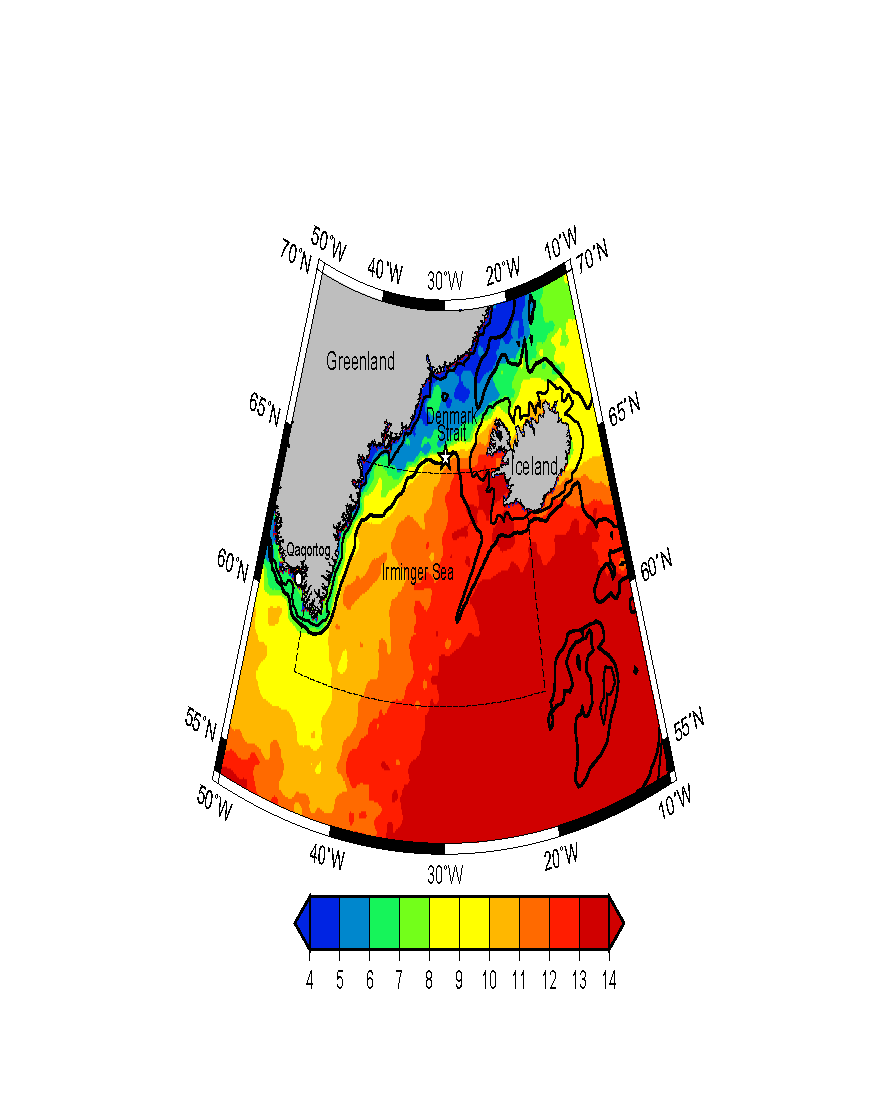 50°W
10°W
70°N
40°W
30°W
20°W
70°N
Greenland
65°N
65°N
Denmark
Strait
Iceland
Qaqortoq
60°N
60°N
Irminger Sea
55°N
55°N
50°W
10°W
40°W
20°W
30°W
4 5 6 7 8 9 10 11 12 13 14